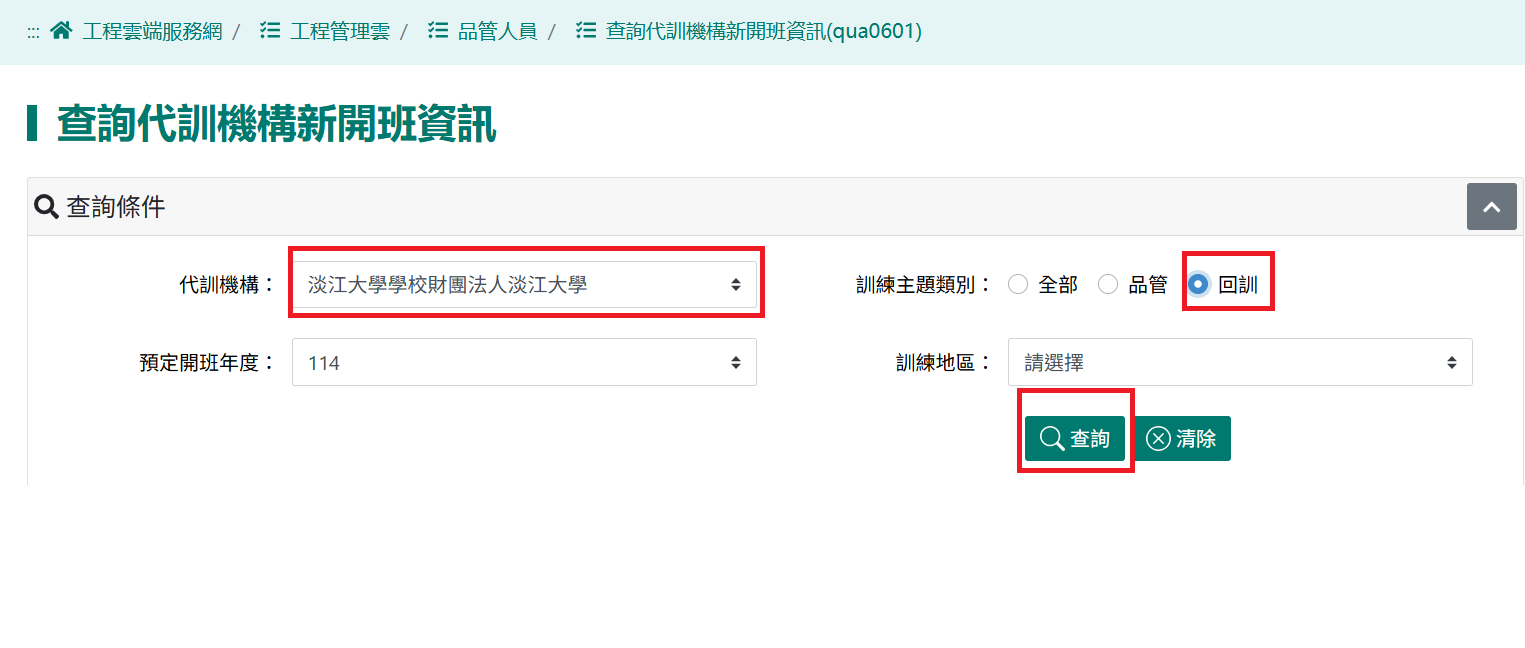 ::: 工程雲端服務網 / 工程管理雲 / 品管人員 / 查詢代訓機構新開班資訊(qua0601)
查詢代訓機構新開班資訊
查詢條件
代訓機構： 淡江大學學校財團法人淡江大學 訓練主題類別： 全部 品管 回訓
預定開班年度： 114 訓練地區： 請選擇
查詢 清除